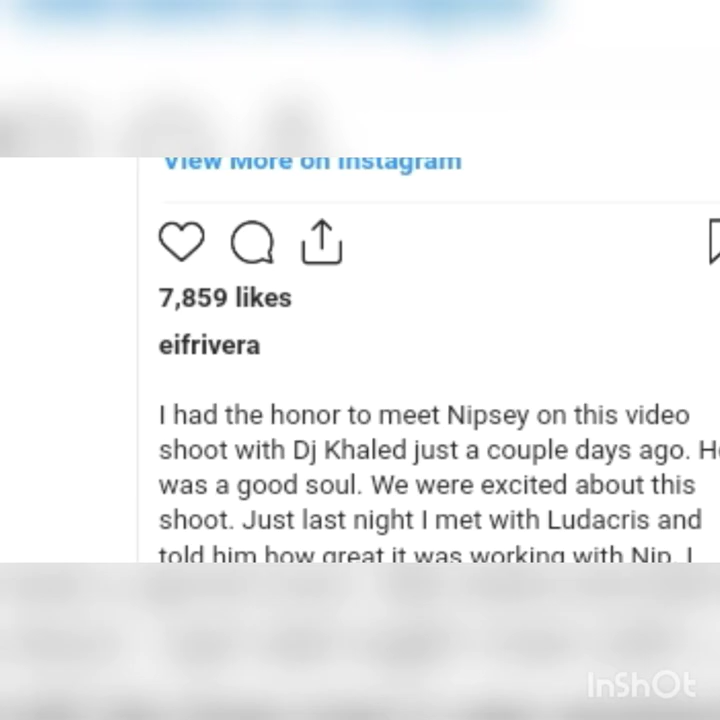 View More on Instagram
7,859 likes
eifrivera
I had the honor to meet Nipsey on this video
shoot with Dj Khaled just a couple days ago. He
was a good soul. We were excited about this
shoot. Just last night I met with Ludacris and
told him how great it was working with Nip. I
InShOt